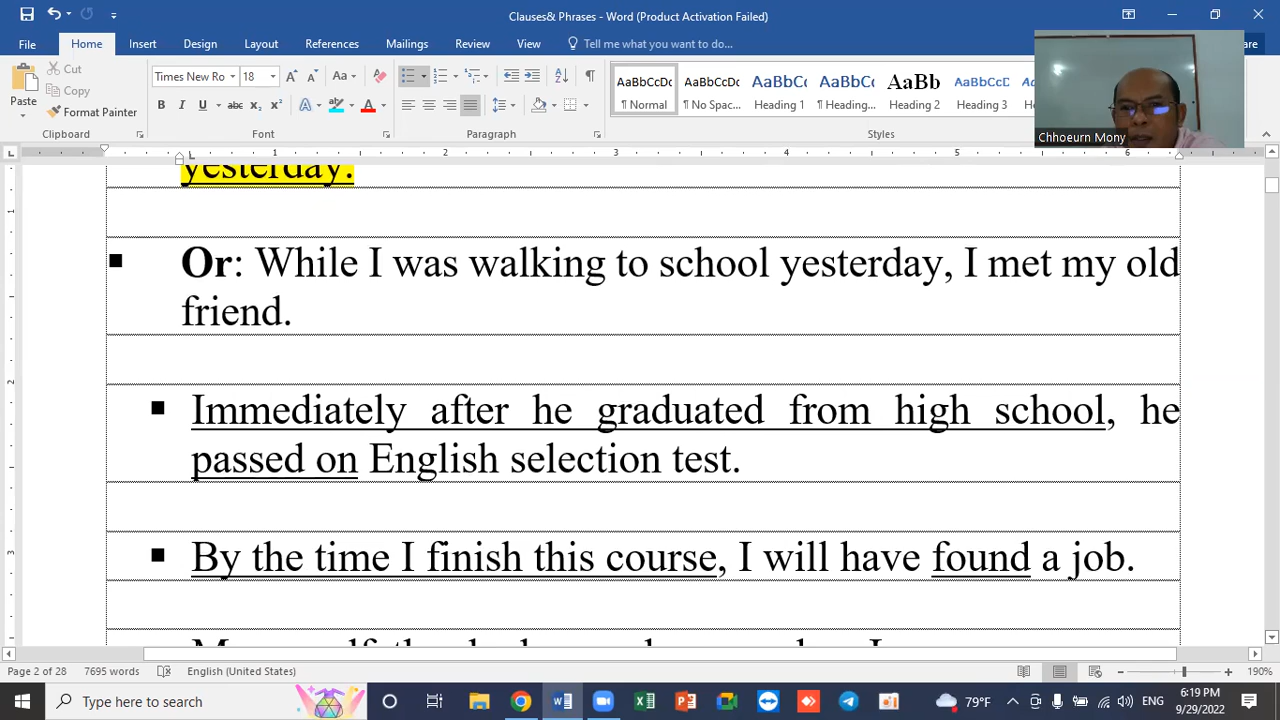 Clauses& Phrases - Word (Product Activation Failed)
File Home Insert Design Layout References Mailings Review View Tell me what you want to do... Share
Cut
Copy
Paste Format Painter
Times New Ro 18
AaBbCcDc AaBbCcDc AaBbCc AaBbCcC AaBb AaBbCcD
¶ Normal ¶ No Spac... Heading 1 ¶ Heading... Heading 2 Heading 3
Clipboard Font Paragraph Styles
Chhoeurn Mony
yesterday.
Or: While I was walking to school yesterday, I met my old
friend.
Immediately after he graduated from high school, he
passed on English selection test.
By the time I finish this course, I will have found a job.
Page 2 of 28 7695 words English (United States) 190%
Type here to search
79°F ENG 6:19 PM
9/29/2022